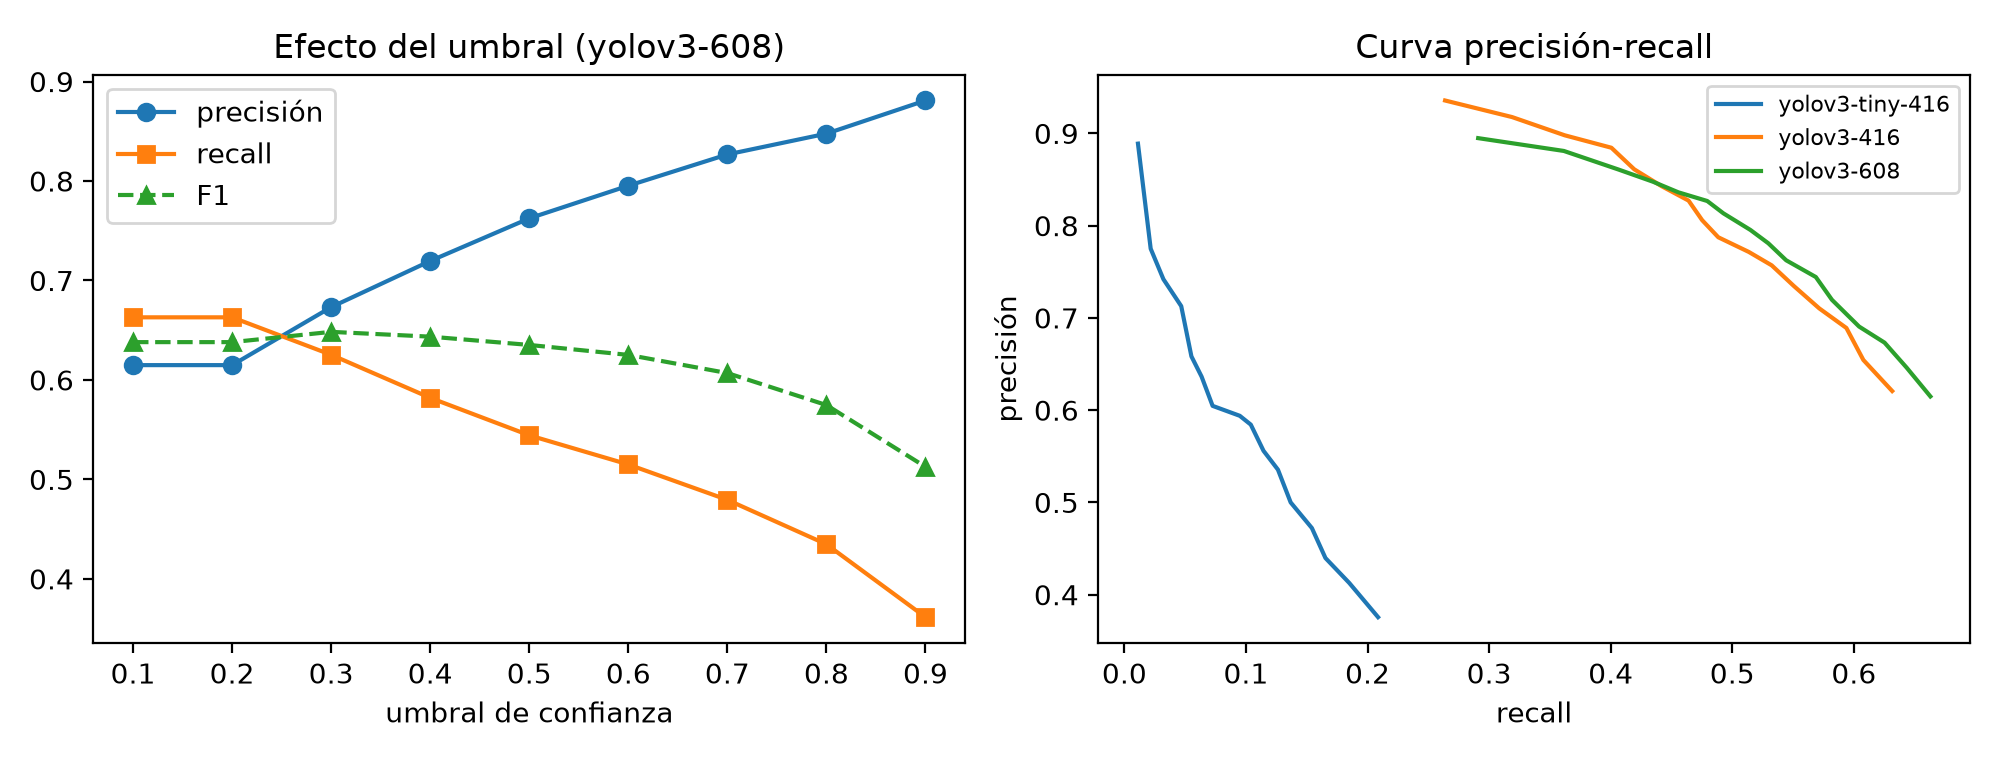 Efecto del umbral (yolov3-608)
0.9
0.8
0.7
0.6
0.5
0.4
precisión
recall
F1
0.1 0.2 0.3 0.4 0.5 0.6 0.7 0.8 0.9
umbral de confianza
Curva precisión-recall
precisión
0.9
0.8
0.7
0.6
0.5
0.4
yolov3-tiny-416
yolov3-416
yolov3-608
0.0 0.1 0.2 0.3 0.4 0.5 0.6
recall